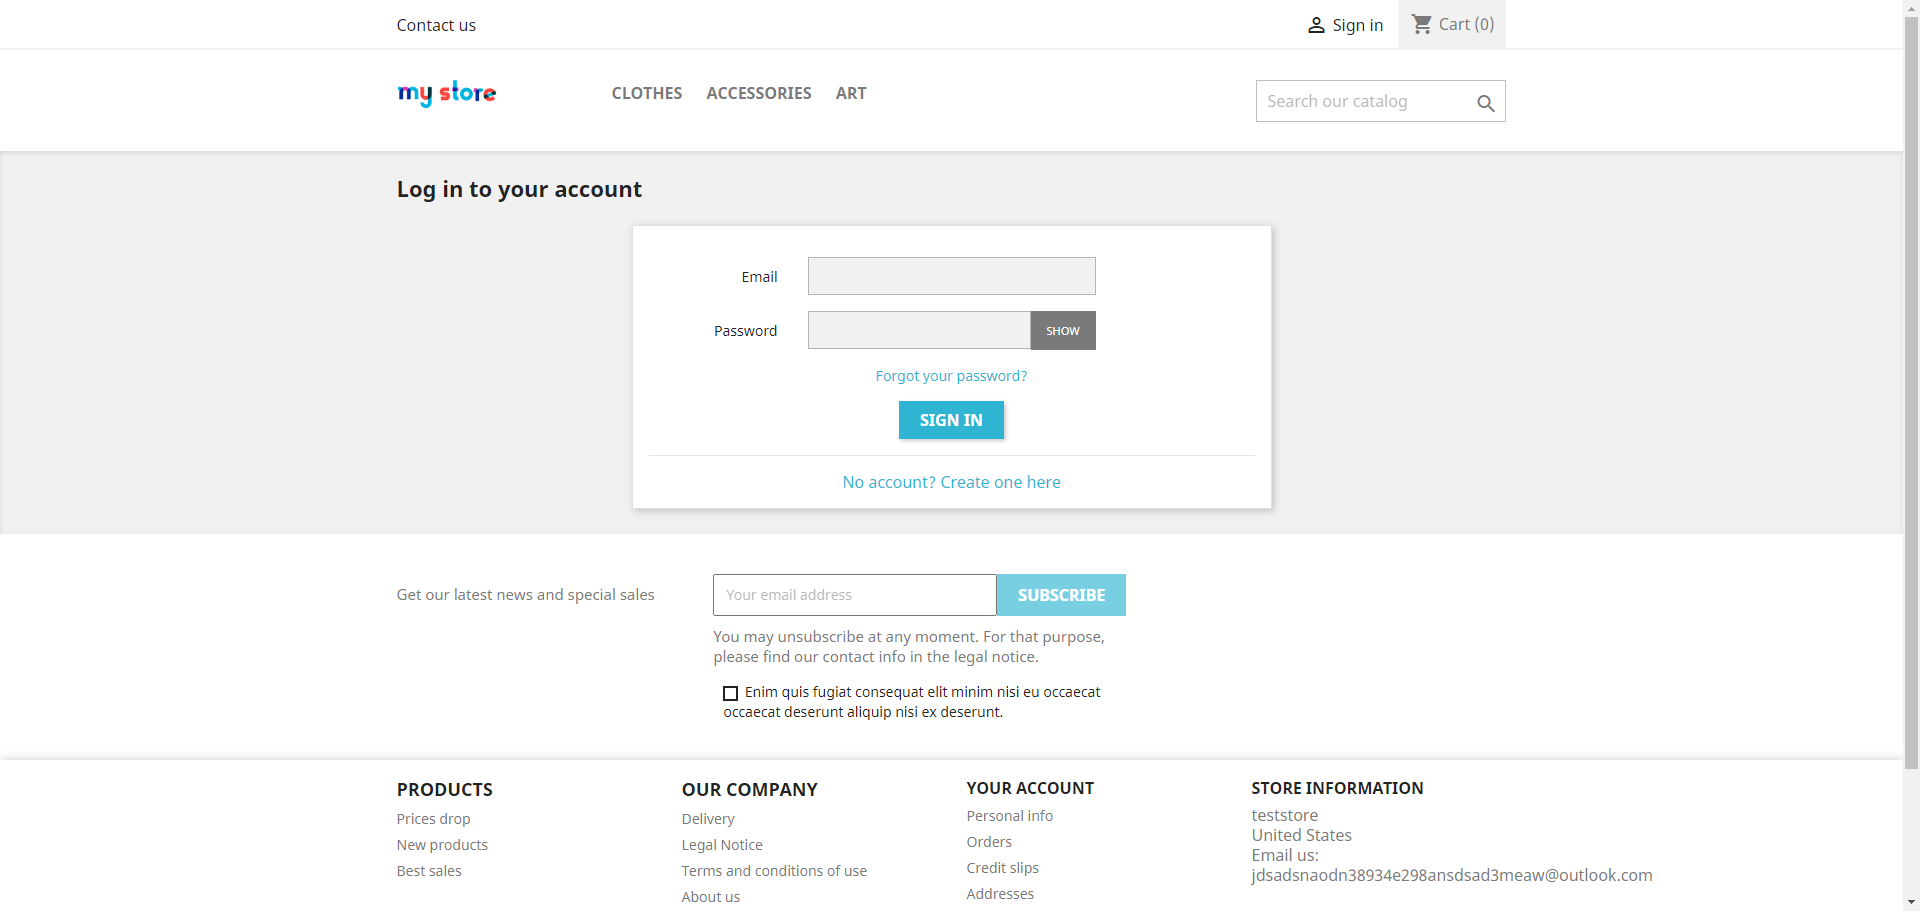 Contact us
Sign in
Cart (0)
my store
CLOTHES
ACCESSORIES
ART
Search our catalog
Log in to your account
Email
Password
SHOW
Forgot your password?
SIGN IN
No account? Create one here
Get our latest news and special sales
Your email address
SUBSCRIBE
You may unsubscribe at any moment. For that purpose,
please find our contact info in the legal notice.
Enim quis fugiat consequat elit minim nisi eu occaecat
occaecat deserunt aliquip nisi ex deserunt.
PRODUCTS
Prices drop
New products
Best sales
OUR COMPANY
Delivery
Legal Notice
Terms and conditions of use
About us
YOUR ACCOUNT
Personal info
Orders
Credit slips
Addresses
STORE INFORMATION
teststore
United States
Email us:
jdsadsnaodn38934e298ansdsad3meaw@outlook.com